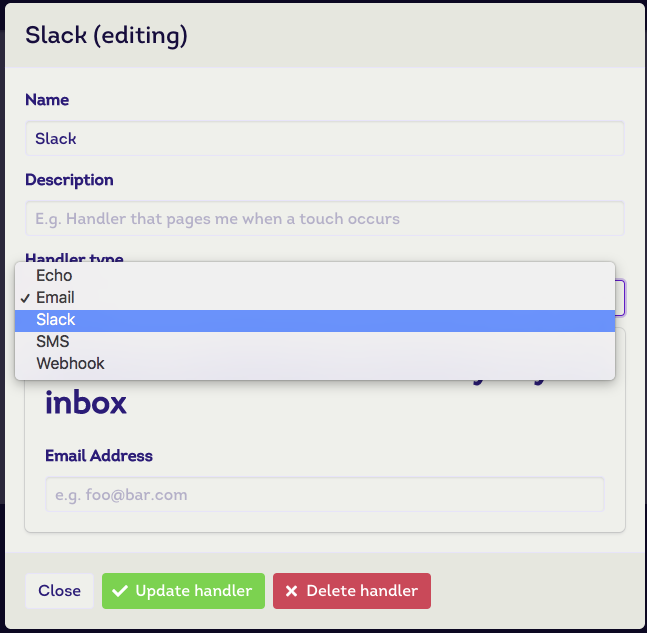 Slack (editing)
Name
Slack
Description
E.g. Handler that pages me when a touch occurs
Handler type
Echo
✓ Email
Slack
SMS
Webhook
inbox
Email Address
e.g. foo@bar.com
Close
Update handler
Delete handler